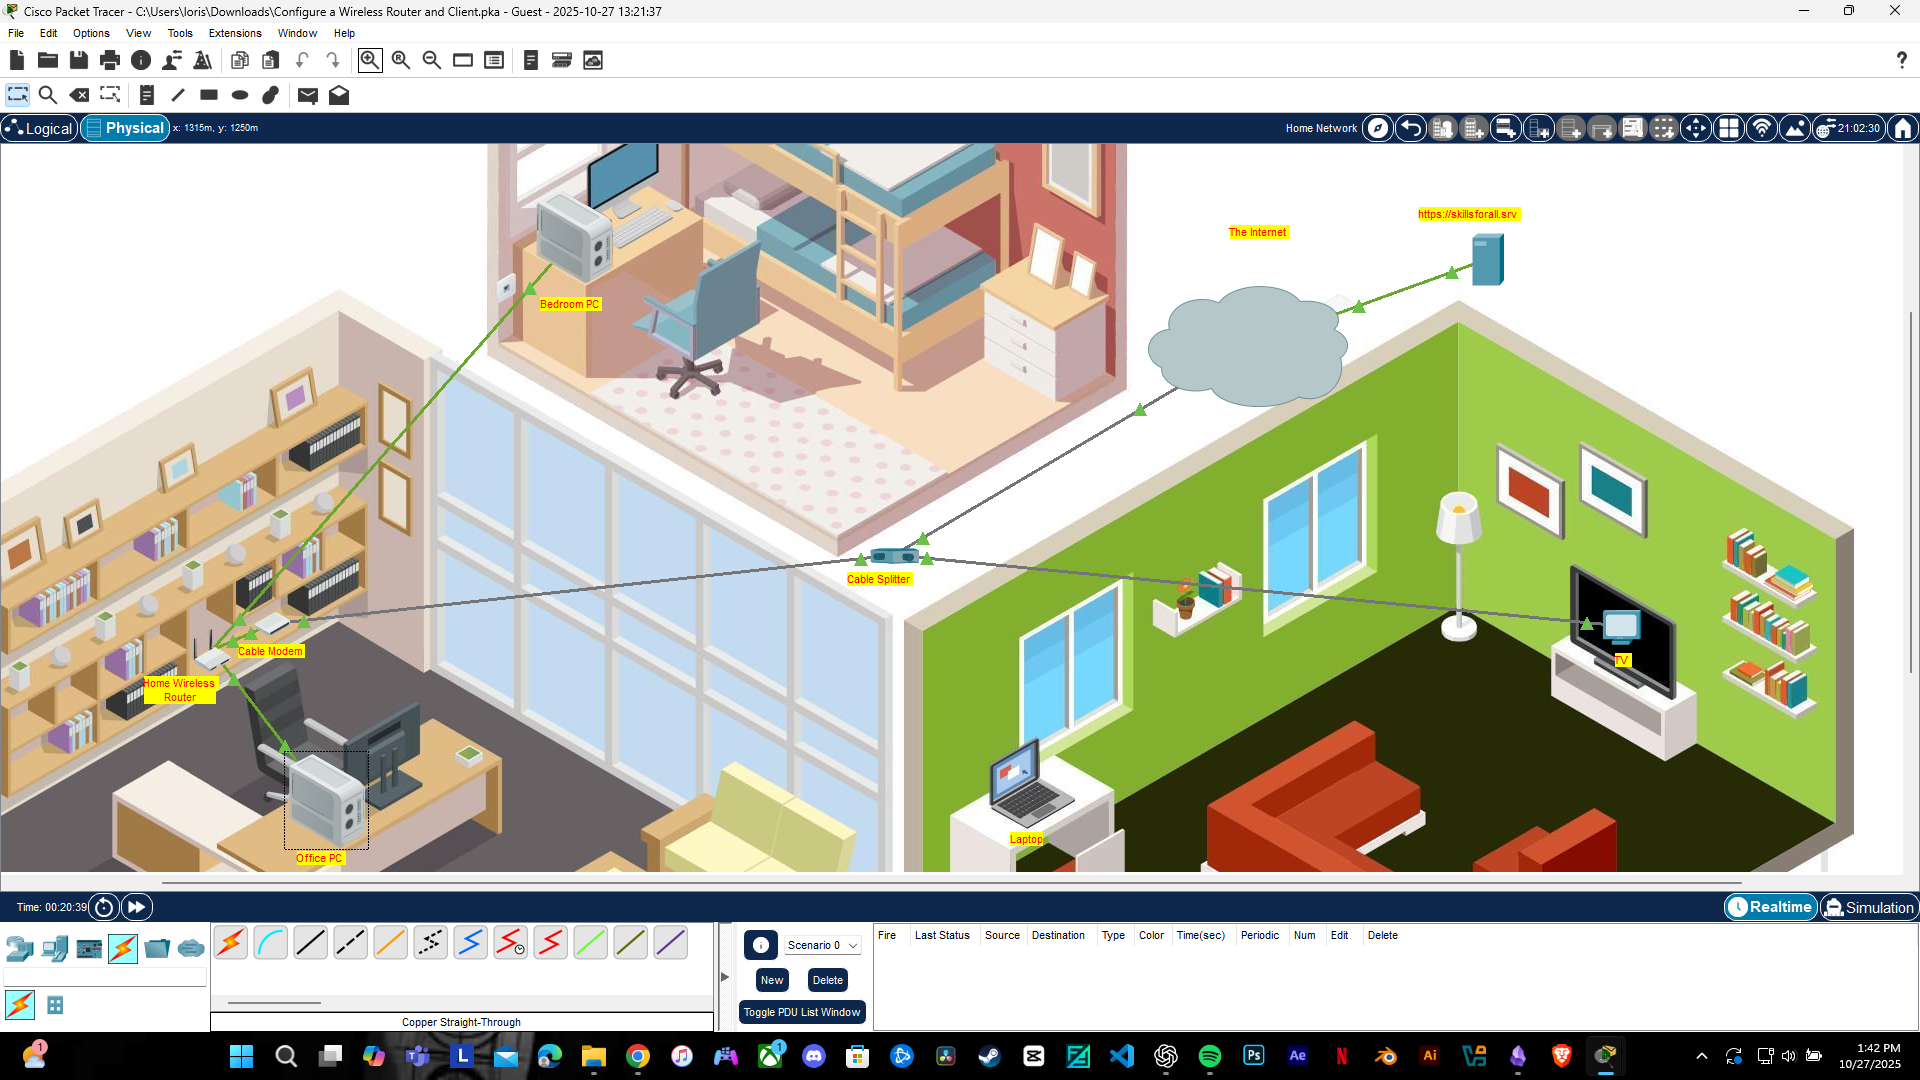 Cisco Packet Tracer - C:\Users\loris\Downloads\Configure a Wireless Router and Client.pka - Guest - 2025-10-27 13:21:37
File Edit Options View Tools Extensions Window Help
Logical Physical x: 1315m, y: 1250m Home Network 21:02:30
https://skillsforall.srv
The Internet
Bedroom PC
Cable Splitter
Cable Modem
TV
Home Wireless
Router
Laptop
Office PC
Time: 00:20:39 Realtime Simulation
Scenario 0 Fire Last Status Source Destination Type Color Time(sec) Periodic Num Edit Delete
New Delete
Toggle PDU List Window
Copper Straight-Through
1:42 PM
10/27/2025